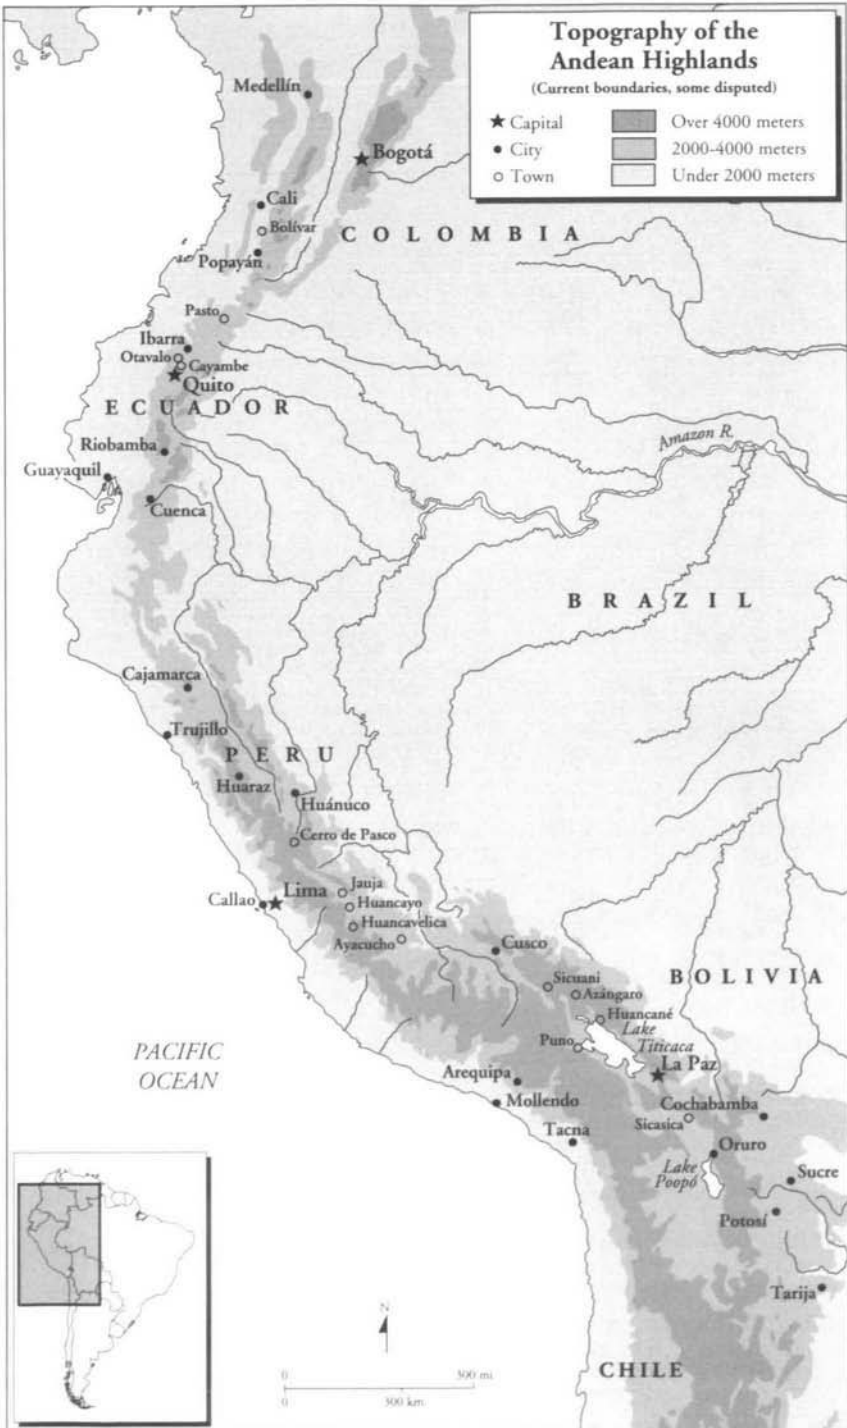 Topography of the
Andean Highlands
(Current boundaries, some disputed)
Capital
Over 4000 meters
City
2000-4000 meters
Town
Under 2000 meters
Medellín
Bogotá
Cali
Bolívar
COLOMBIA
Popayán
Pasto
Ibarra
Otavalo
Cayambe
Quito
ECUADOR
Riobamba
Amazon R.
Guayaquil
Cuenca
BRAZIL
Cajamarca
Trujillo
PERU
Huaraz
Huánuco
Cerro de Pasco
Jauja
Callao
Lima
Huancayo
Huancavelica
Ayacucho
Cusco
Sicuani
BOLIVIA
Azángaro
Huancané
Lake
Titicaca
Puno
PACIFIC
OCEAN
La Paz
Arequipa
Mollendo
Cochabamba
Sicasica
Tacna
Oruro
Lake
Poopó
Sucre
Potosí
Tarija
N
0 300 mi
0 300 km
CHILE